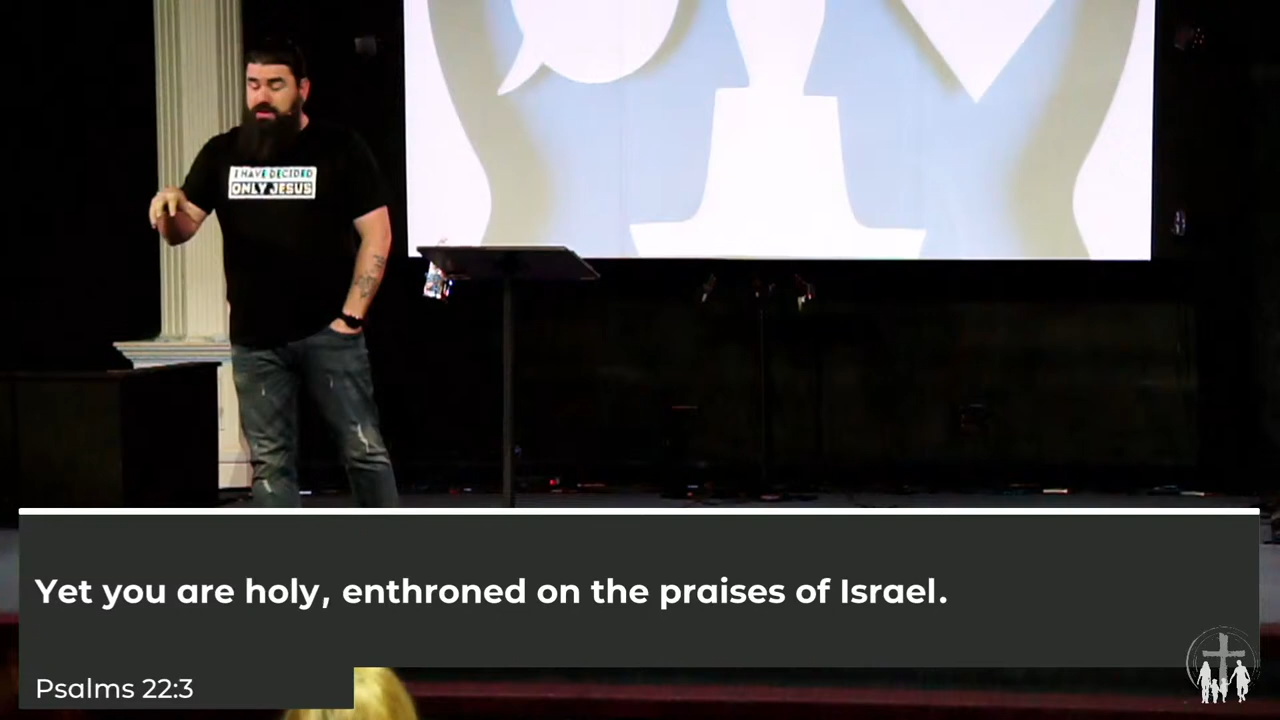 I HAVE DECIDED
ONLY JESUS
Yet you are holy, enthroned on the praises of Israel.
Psalms 22:3